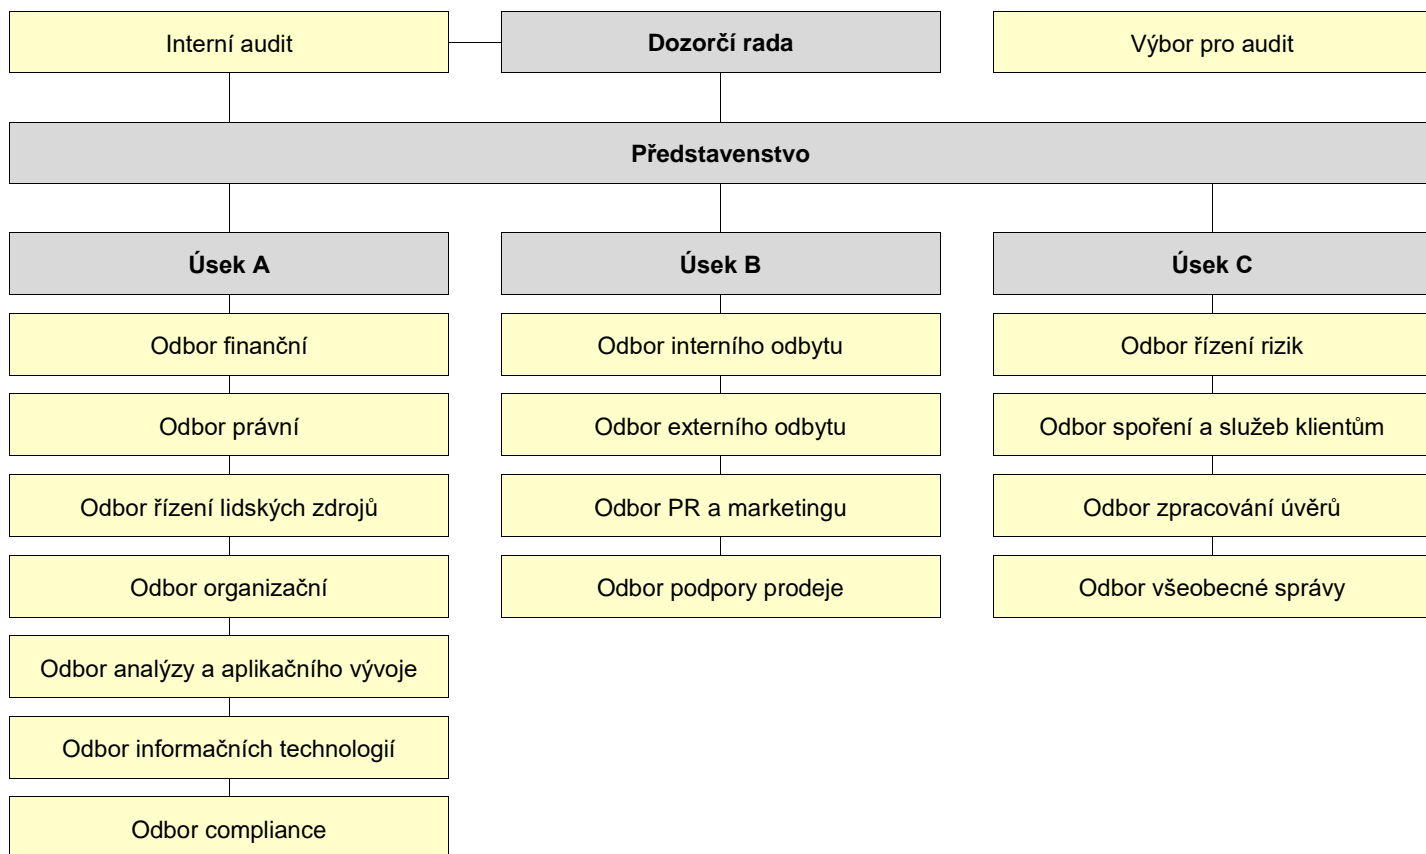 Interní audit
Dozorčí rada
Výbor pro audit
Představenstvo
Úsek A
Úsek B
Úsek C
Odbor finanční
Odbor interního odbytu
Odbor řízení rizik
Odbor právní
Odbor externího odbytu
Odbor spoření a služeb klientům
Odbor řízení lidských zdrojů
Odbor PR a marketingu
Odbor zpracování úvěrů
Odbor organizační
Odbor podpory prodeje
Odbor všeobecné správy
Odbor analýzy a aplikačního vývoje
Odbor informačních technologií
Odbor compliance